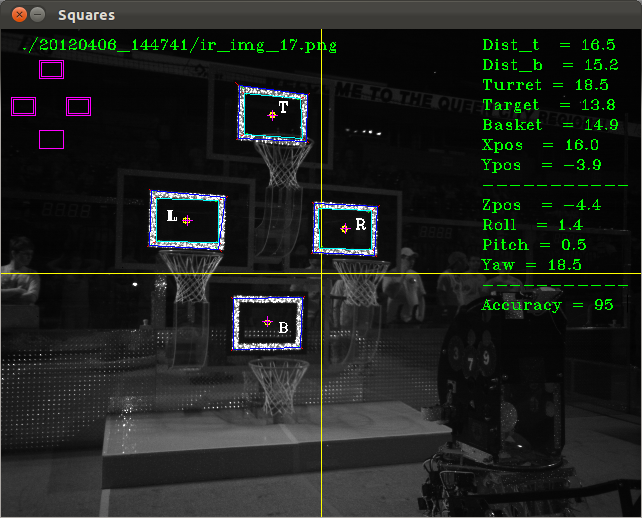 Squares
./20120406_144741/ir_img_17.png
Dist_t = 16.5
Dist_b = 15.2
Turret = 18.5
Target = 13.8
Basket = 14.9
Xpos = 16.0
Ypos = -3.9
-------------
Zpos = -4.4
Roll = 1.4
Pitch = 0.5
Yaw = 18.5
-------------
Accuracy = 95
ME TO THE QUEEN
REGION
T
L
R
B